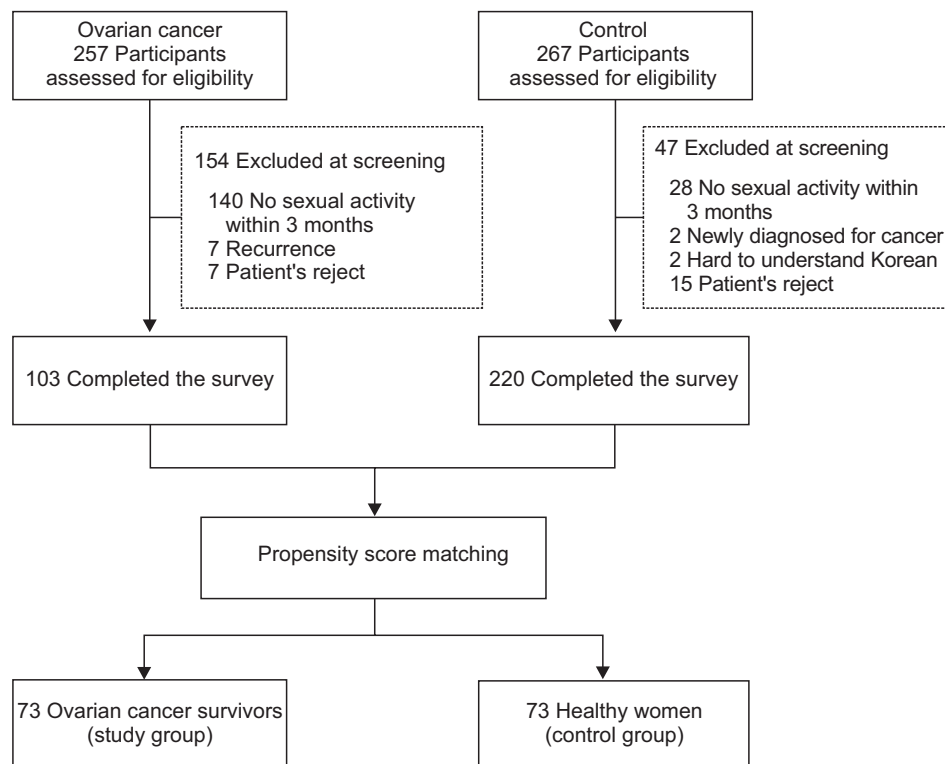 Ovarian cancer
257 Participants
assessed for eligibility
Control
267 Participants
assessed for eligibility
154 Excluded at screening
140 No sexual activity
within 3 months
7 Recurrence
7 Patient's reject
47 Excluded at screening
28 No sexual activity within
3 months
2 Newly diagnosed for cancer
2 Hard to understand Korean
15 Patient's reject
103 Completed the survey
220 Completed the survey
Propensity score matching
73 Ovarian cancer survivors
(study group)
73 Healthy women
(control group)